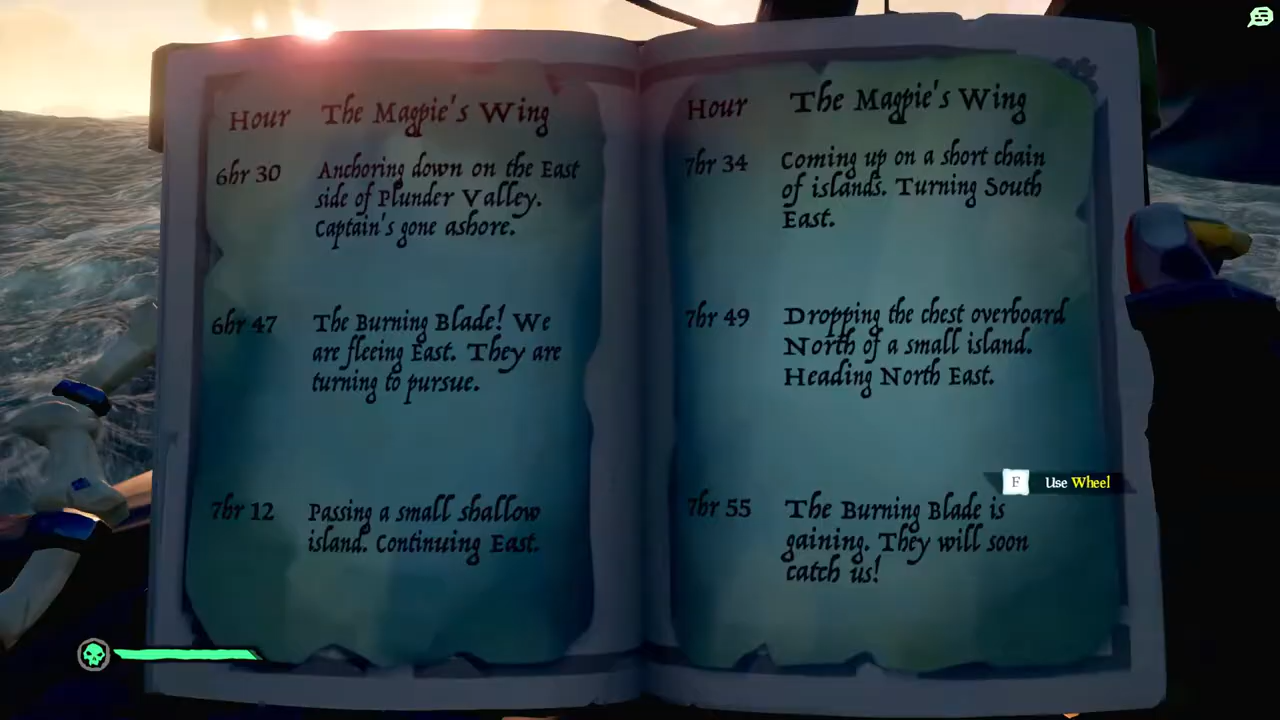 Hour The Magpie's Wing
6hr 30 Anchoring down on the East
side of Plunder Valley.
Captain's gone ashore.
6hr 47 The Burning Blade! We
are fleeing East. They are
turning to pursue.
7hr 12 Passing a small shallow
island. Continuing East.
Hour The Magpie's Wing
7hr 34 Coming up on a short chain
of islands. Turning South
East.
7hr 49 Dropping the chest overboard
North of a small island.
Heading North East.
7hr 55 The Burning Blade is
gaining. They will soon
catch us!
F Use Wheel